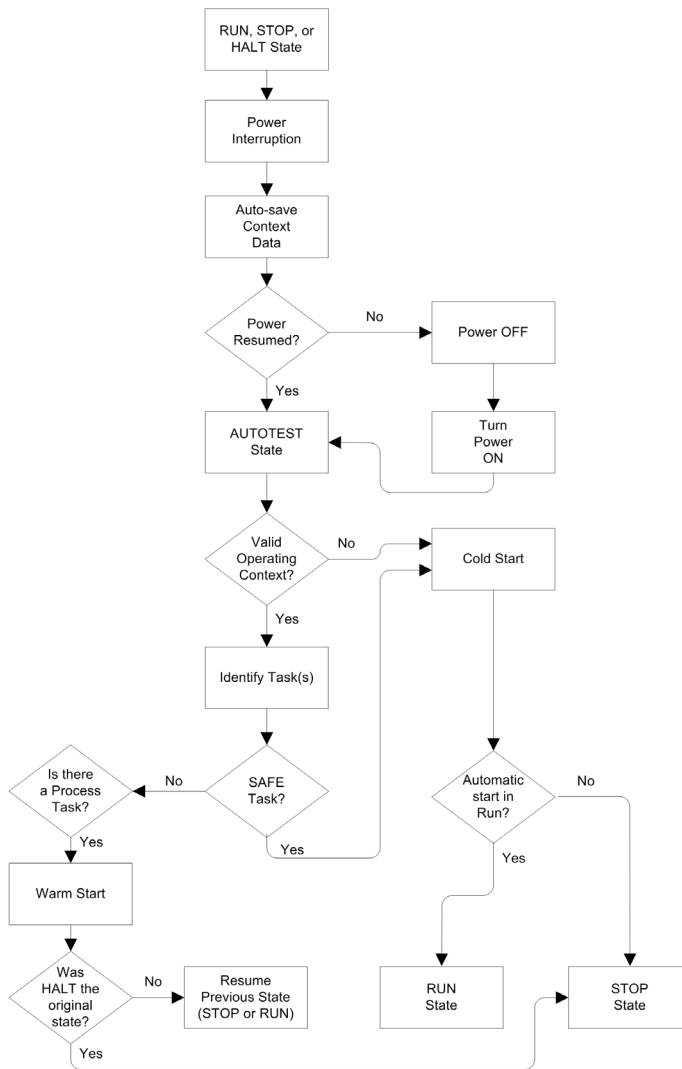 RUN, STOP, or
HALT State
Power
Interruption
Auto-save
Context
Data
Power
Resumed?
No
Power OFF
Yes
AUTOTEST
State
Turn
Power
ON
Valid
Operating
Context?
No
Cold Start
Yes
Identify Task(s)
Is there
a Process
Task?
No
SAFE
Task?
Automatic
start in
Run?
No
Yes
Yes
Yes
Warm Start
Was
HALT the
original
state?
No
Resume
Previous State
(STOP or RUN)
RUN
State
STOP
State
Yes